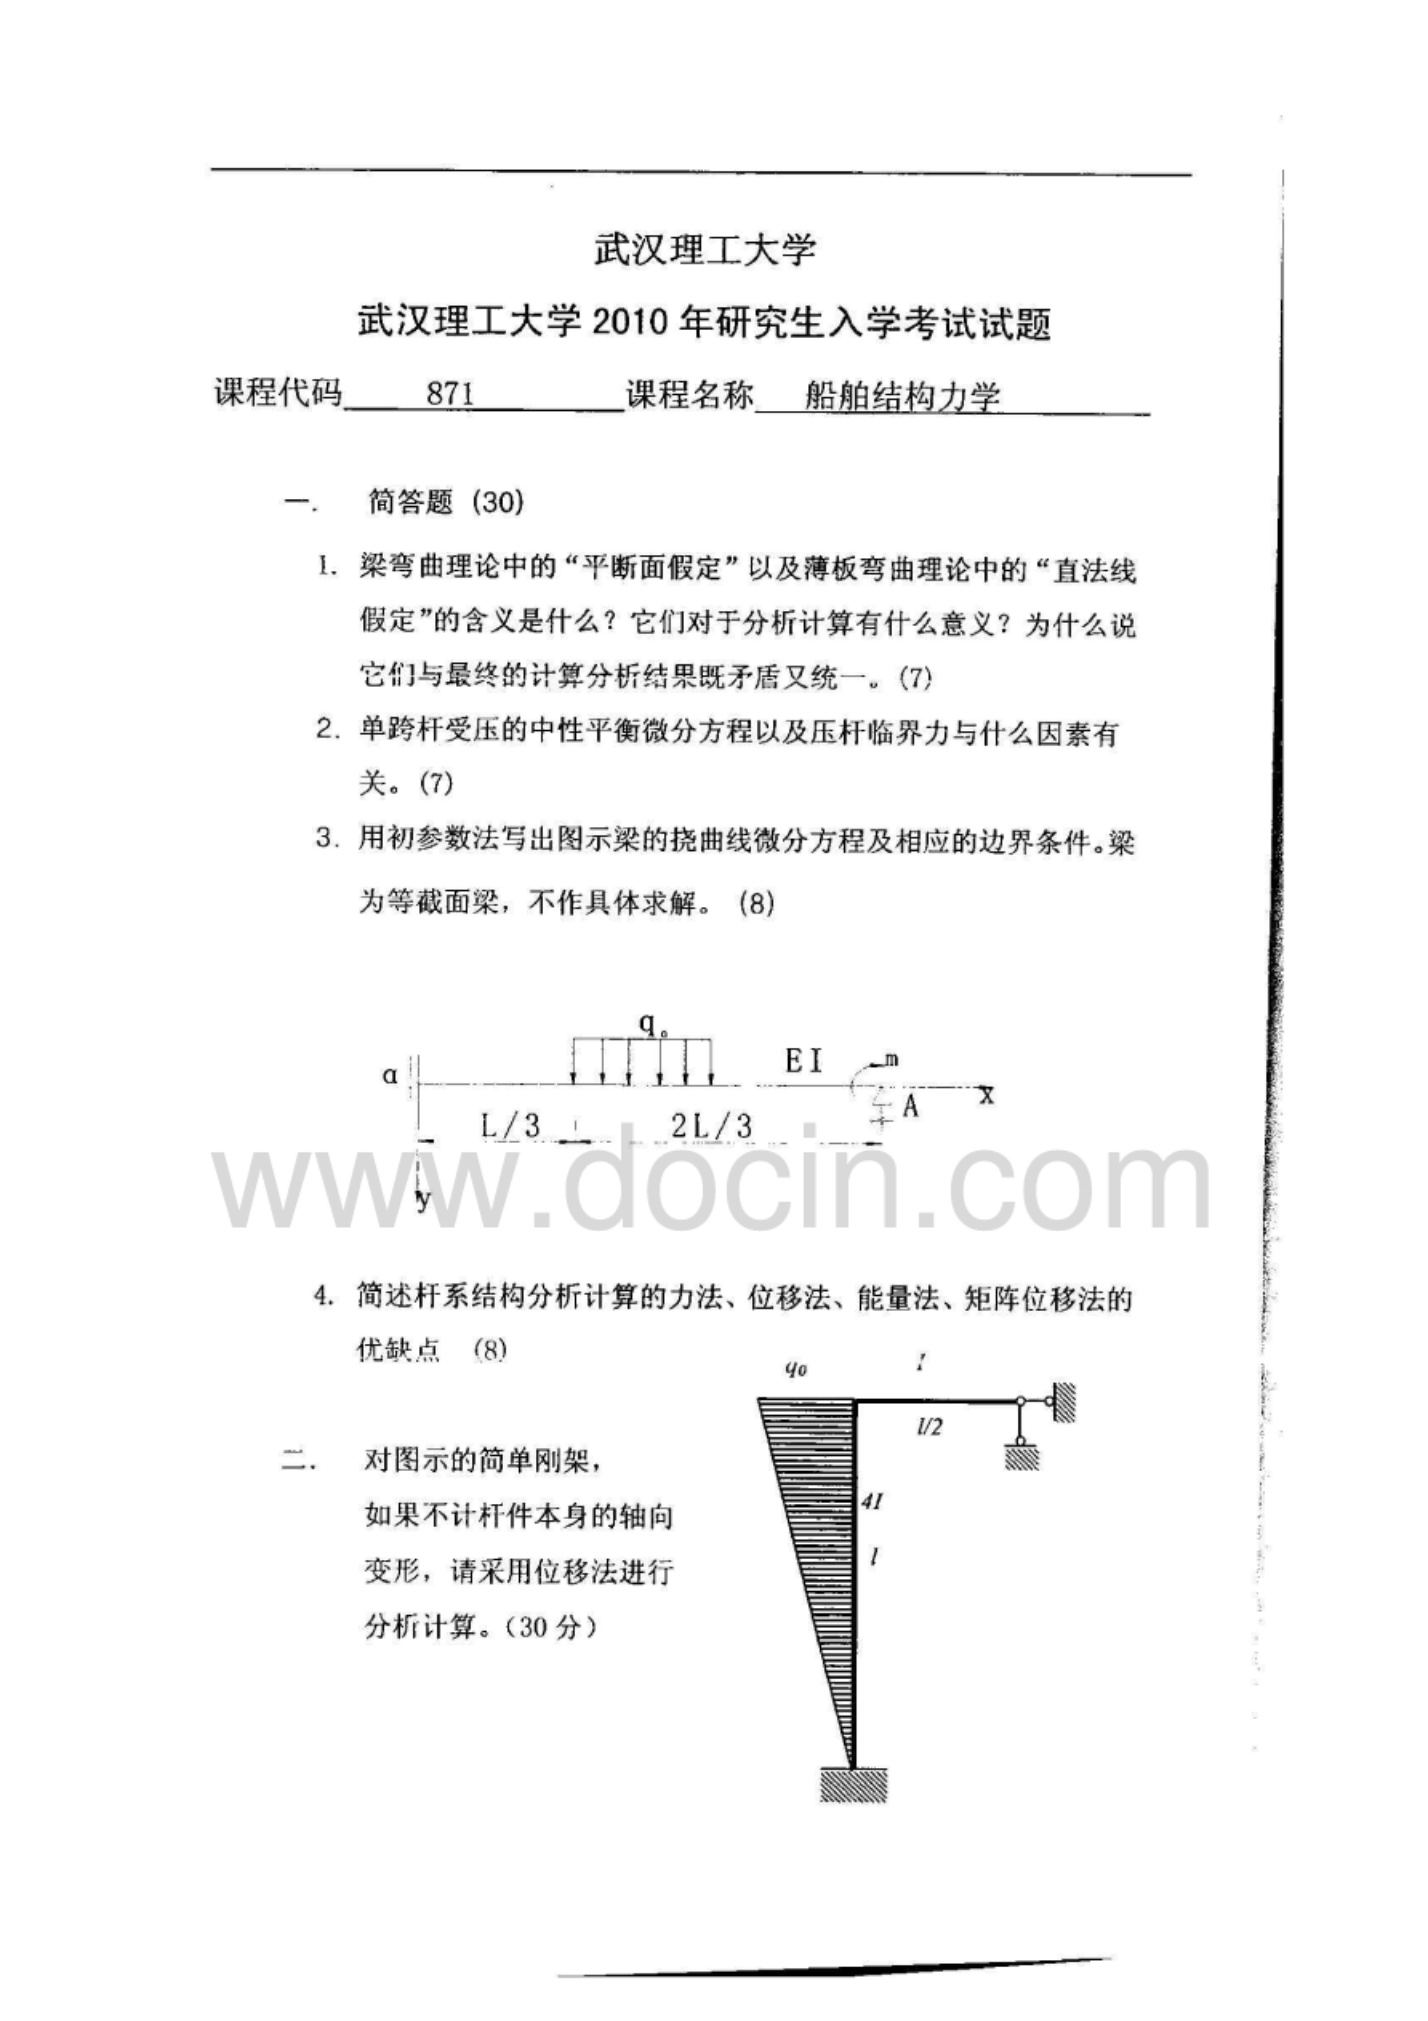 武汉理工大学
武汉理工大学 2010 年研究生入学考试试题
课程代码 871 课程名称 船舶结构力学
一. 简答题 (30)
1. 梁弯曲理论中的“平断面假定”以及薄板弯曲理论中的“直法线
假定”的含义是什么？它们对于分析计算有什么意义？为什么说
它们与最终的计算分析结果既矛盾又统一。(7)
2. 单跨杆受压的中性平衡微分方程以及压杆临界力与什么因素有
关。(7)
3. 用初参数法写出图示梁的挠曲线微分方程及相应的边界条件。梁
为等截面梁，不作具体求解。 (8)
q。
EI
m
α
A
x
L/3
2L/3
y
www.docin.com
4. 简述杆系结构分析计算的力法、位移法、能量法、矩阵位移法的
优缺点 (8)
q0
I
l/2
4I
l
二. 对图示的简单刚架，
如果不计杆件本身的轴向
变形，请采用位移法进行
分析计算。（30 分）